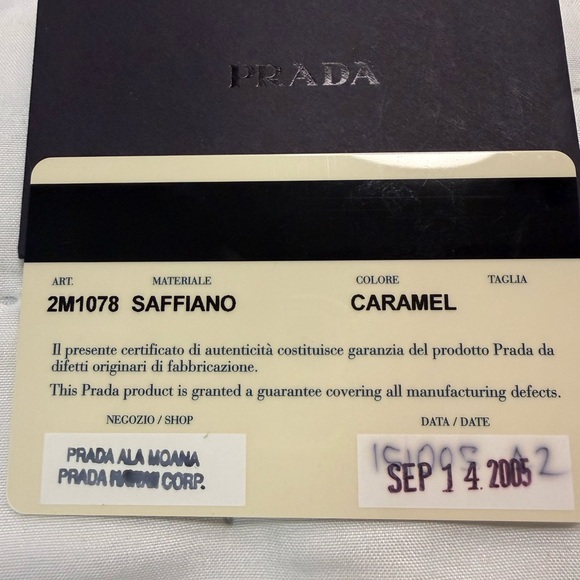 PRADA
ART. MATERIALE COLORE TAGLIA
2M1078 SAFFIANO CARAMEL
Il presente certificato di autenticità costituisce garanzia del prodotto Prada da
difetti originari di fabbricazione.
This Prada product is granted a guarantee covering all manufacturing defects.
NEGOZIO / SHOP DATA / DATE
PRADA ALA MOANA
PRADA HAWAII CORP.
SEP 14 2005